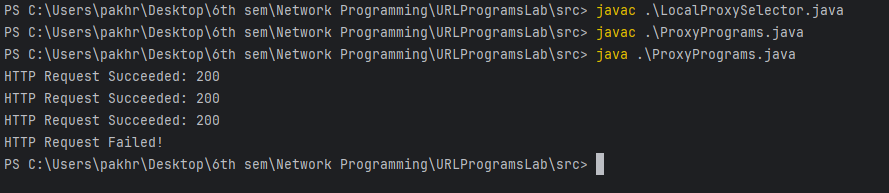 PS C:\Users\pakhr\Desktop\6th sem\Network Programming\URLProgramsLab\src> javac .\LocalProxySelector.java
PS C:\Users\pakhr\Desktop\6th sem\Network Programming\URLProgramsLab\src> javac .\ProxyPrograms.java
PS C:\Users\pakhr\Desktop\6th sem\Network Programming\URLProgramsLab\src> java .\ProxyPrograms.java
HTTP Request Succeeded: 200
HTTP Request Succeeded: 200
HTTP Request Succeeded: 200
HTTP Request Failed!
PS C:\Users\pakhr\Desktop\6th sem\Network Programming\URLProgramsLab\src>